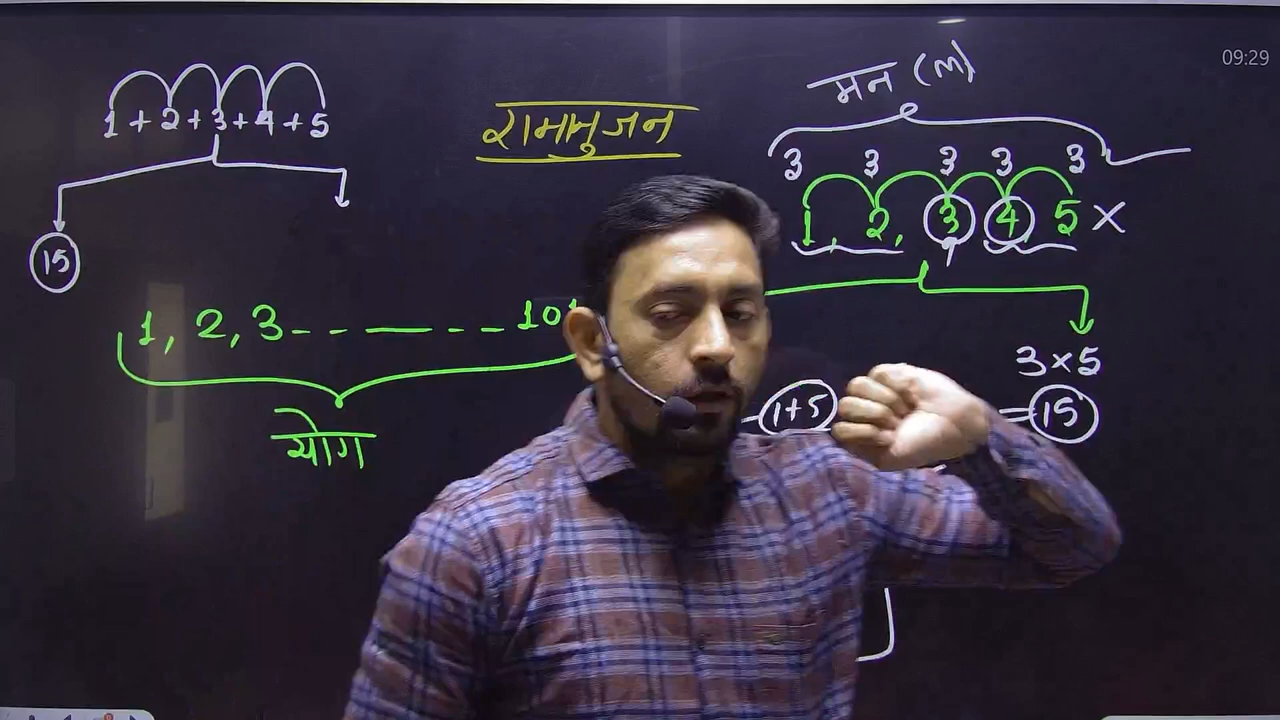 09:29
मन (m)
1 + 2 + 3 + 4 + 5
रामानुजन
3 3 3 3 3
1, 2, 3 4, 5 ×
15
1, 2, 3 - - — - - 10
3 × 5
1+5
= 15
योग